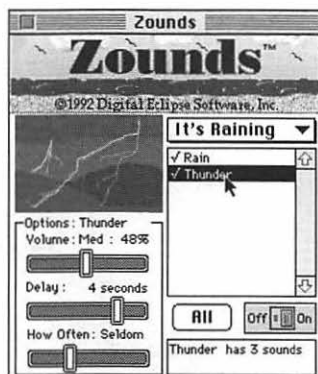 Zounds
Zounds™
©1992 Digital Eclipse Software, Inc.
It's Raining
✓ Rain
✓ Thunder
Options: Thunder
Volume: Med : 48%
Delay: 4 seconds
How Often: Seldom
All
Off On
Thunder has 3 sounds